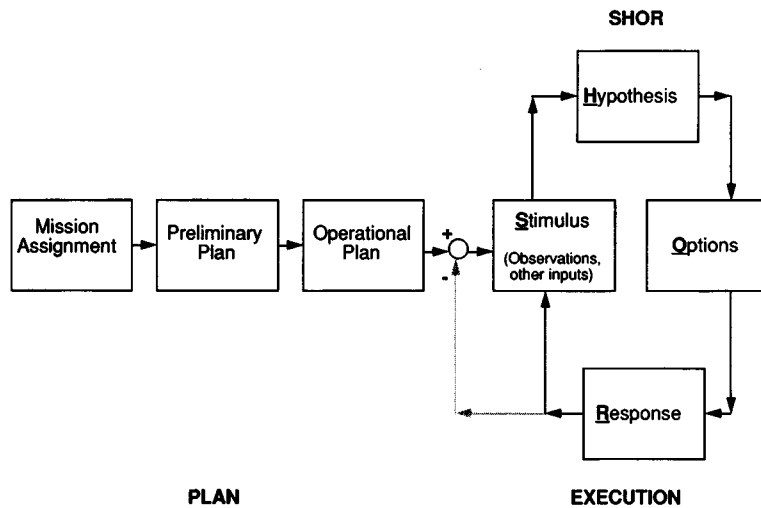 SHOR
Hypothesis
Mission
Assignment
Preliminary
Plan
Operational
Plan
+
-
Stimulus
(Observations,
other inputs)
Options
Response
PLAN
EXECUTION